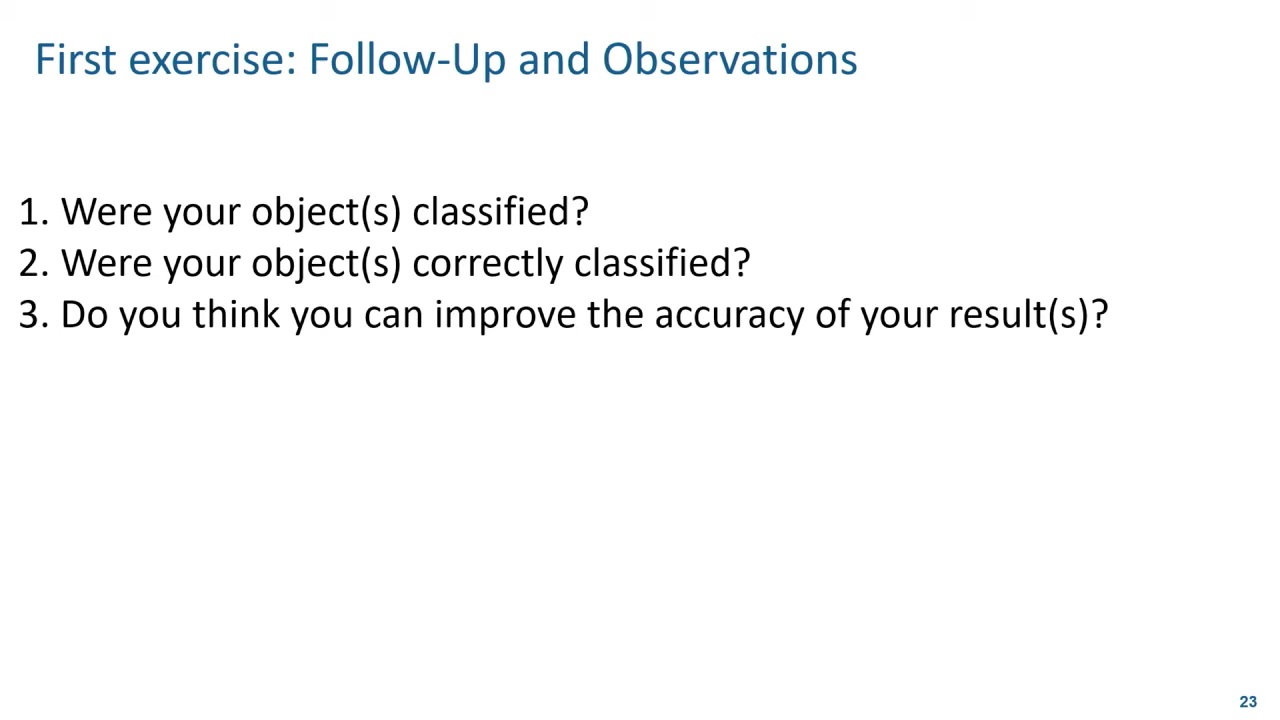 First exercise: Follow-Up and Observations
1. Were your object(s) classified?
2. Were your object(s) correctly classified?
3. Do you think you can improve the accuracy of your result(s)?
23